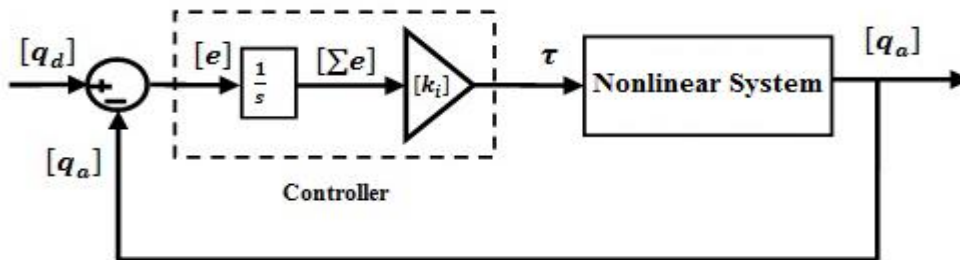 [q_d]
+
−
[e]
1/s
[∑e]
[k_i]
τ
Nonlinear System
[q_a]
[q_a]
Controller